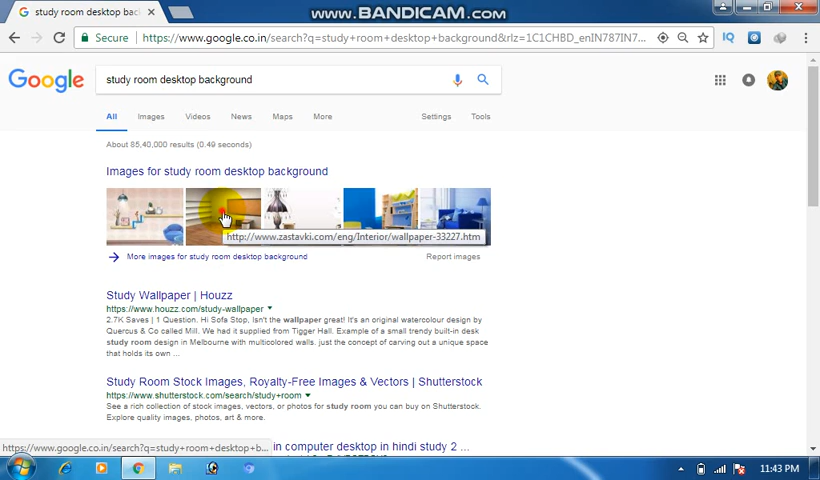 study room desktop bac
www.BANDICAM.com
Secure
https://www.google.co.in/search?q=study+room+desktop+background&rlz=1C1CHBD_enIN787IN7...
IQ
Google
study room desktop background
All Images Videos News Maps More Settings Tools
About 85,40,000 results (0.49 seconds)
Images for study room desktop background
http://www.zastavki.com/eng/Interior/wallpaper-33227.htm
More images for study room desktop background
Report images
Study Wallpaper | Houzz
https://www.houzz.com/study-wallpaper
2.7K Saves | 1 Question. Hi Sofa Stop, Isn't the wallpaper great! It's an original watercolour design by
Quercus & Co called Mill. We had it supplied from Tigger Hall. Example of a small trendy built-in desk
study room design in Melbourne with multicolored walls. just the concept of carving out a unique space
that holds its own ...
Study Room Stock Images, Royalty-Free Images & Vectors | Shutterstock
https://www.shutterstock.com/search/study+room
See a rich collection of stock images, vectors, or photos for study room you can buy on Shutterstock.
Explore quality images, photos, art & more.
https://www.google.co.in/search?q=study+room+desktop+b...
in computer desktop in hindi study 2 ...
11:43 PM